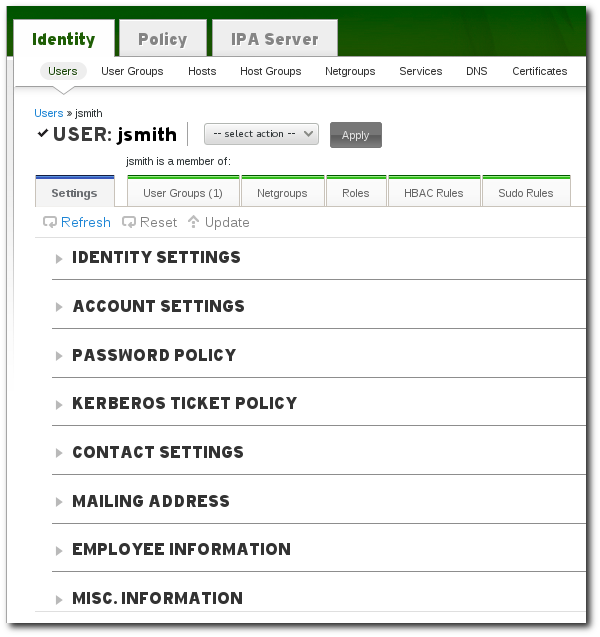 Identity Policy IPA Server
Users User Groups Hosts Host Groups Netgroups Services DNS Certificates
Users » jsmith
USER: jsmith -- select action -- Apply
jsmith is a member of:
Settings User Groups (1) Netgroups Roles HBAC Rules Sudo Rules
Refresh Reset Update
IDENTITY SETTINGS
ACCOUNT SETTINGS
PASSWORD POLICY
KERBEROS TICKET POLICY
CONTACT SETTINGS
MAILING ADDRESS
EMPLOYEE INFORMATION
MISC. INFORMATION